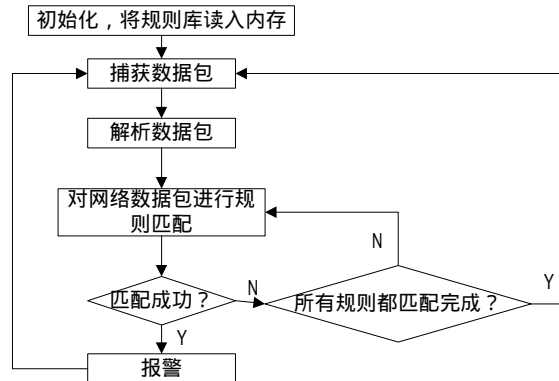 初始化，将规则库读入内存
捕获数据包
解析数据包
对网络数据包进行规
则匹配
N
匹配成功？
N
所有规则都匹配完成？
Y
Y
报警